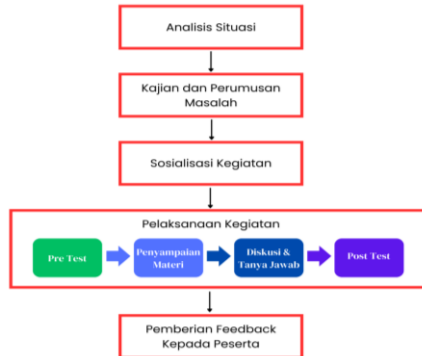 Analisis Situasi
Kajian dan Perumusan
Masalah
Sosialisasi Kegiatan
Pelaksanaan Kegiatan
Pre Test
Penyampaian
Materi
Diskusi &
Tanya Jawab
Post Test
Pemberian Feedback
Kepada Peserta